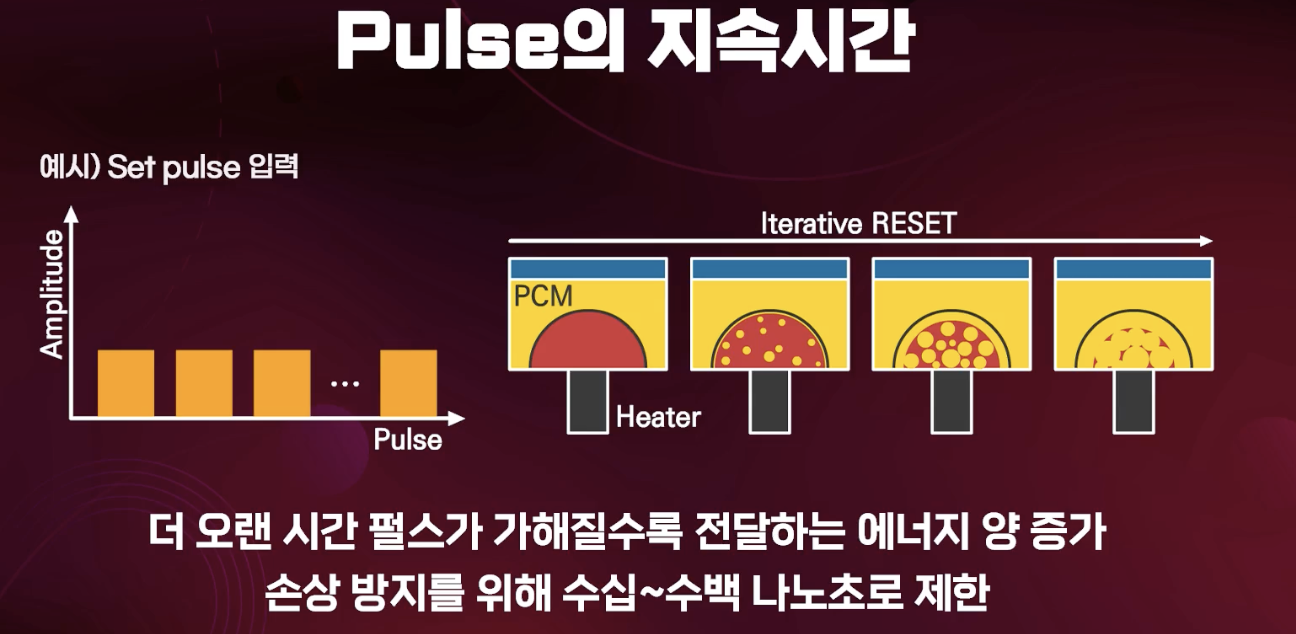 Pulse의 지속시간
예시) Set pulse 입력
Amplitude
...
Pulse
Iterative RESET
PCM
Heater
더 오랜 시간 펄스가 가해질수록 전달하는 에너지 양 증가
손상 방지를 위해 수십~수백 나노초로 제한